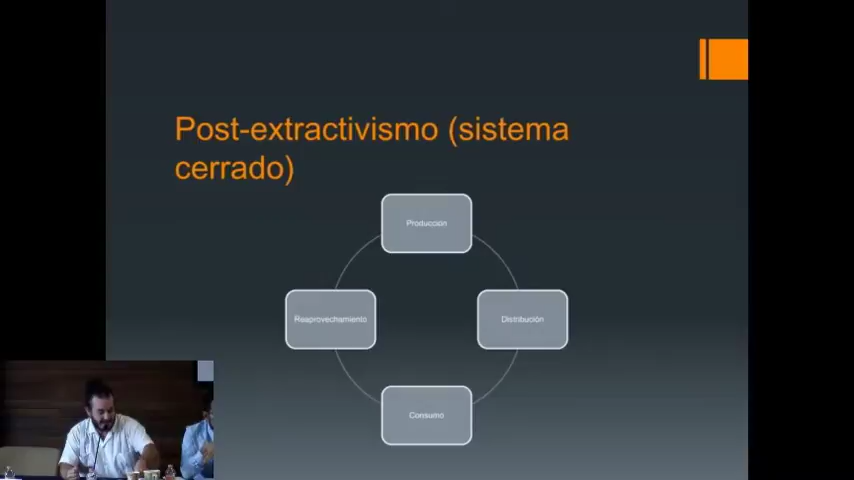 Post-extractivismo (sistema
cerrado)
Producción
Reaprovechamiento
Distribución
Consumo